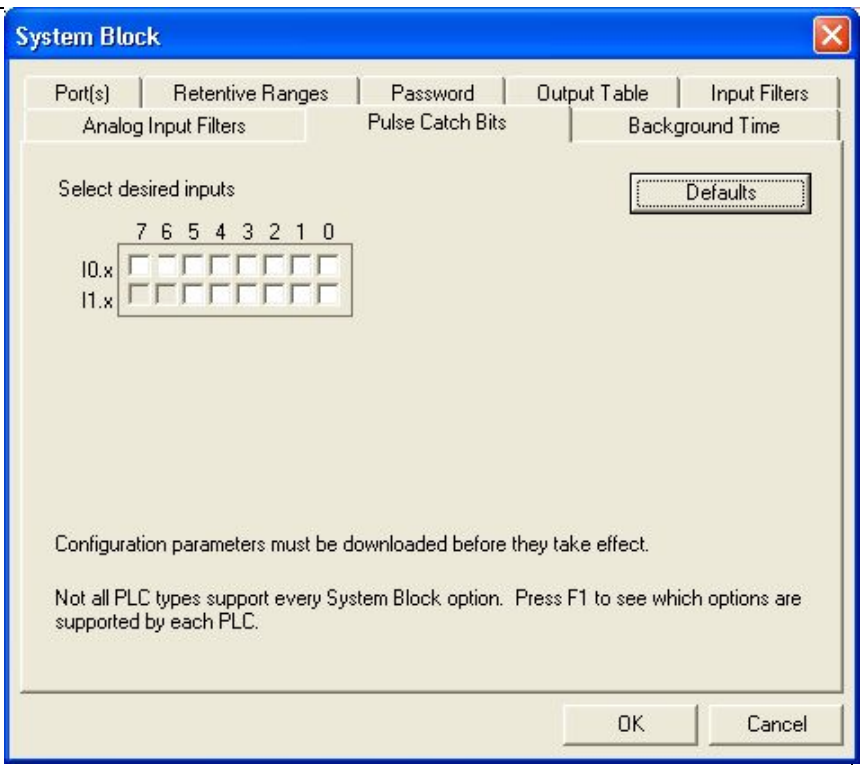 System Block
Port(s) Retentive Ranges Password Output Table Input Filters
Analog Input Filters Pulse Catch Bits Background Time
Select desired inputs Defaults
7 6 5 4 3 2 1 0
I0.x
I1.x
Configuration parameters must be downloaded before they take effect.
Not all PLC types support every System Block option. Press F1 to see which options are
supported by each PLC.
OK Cancel